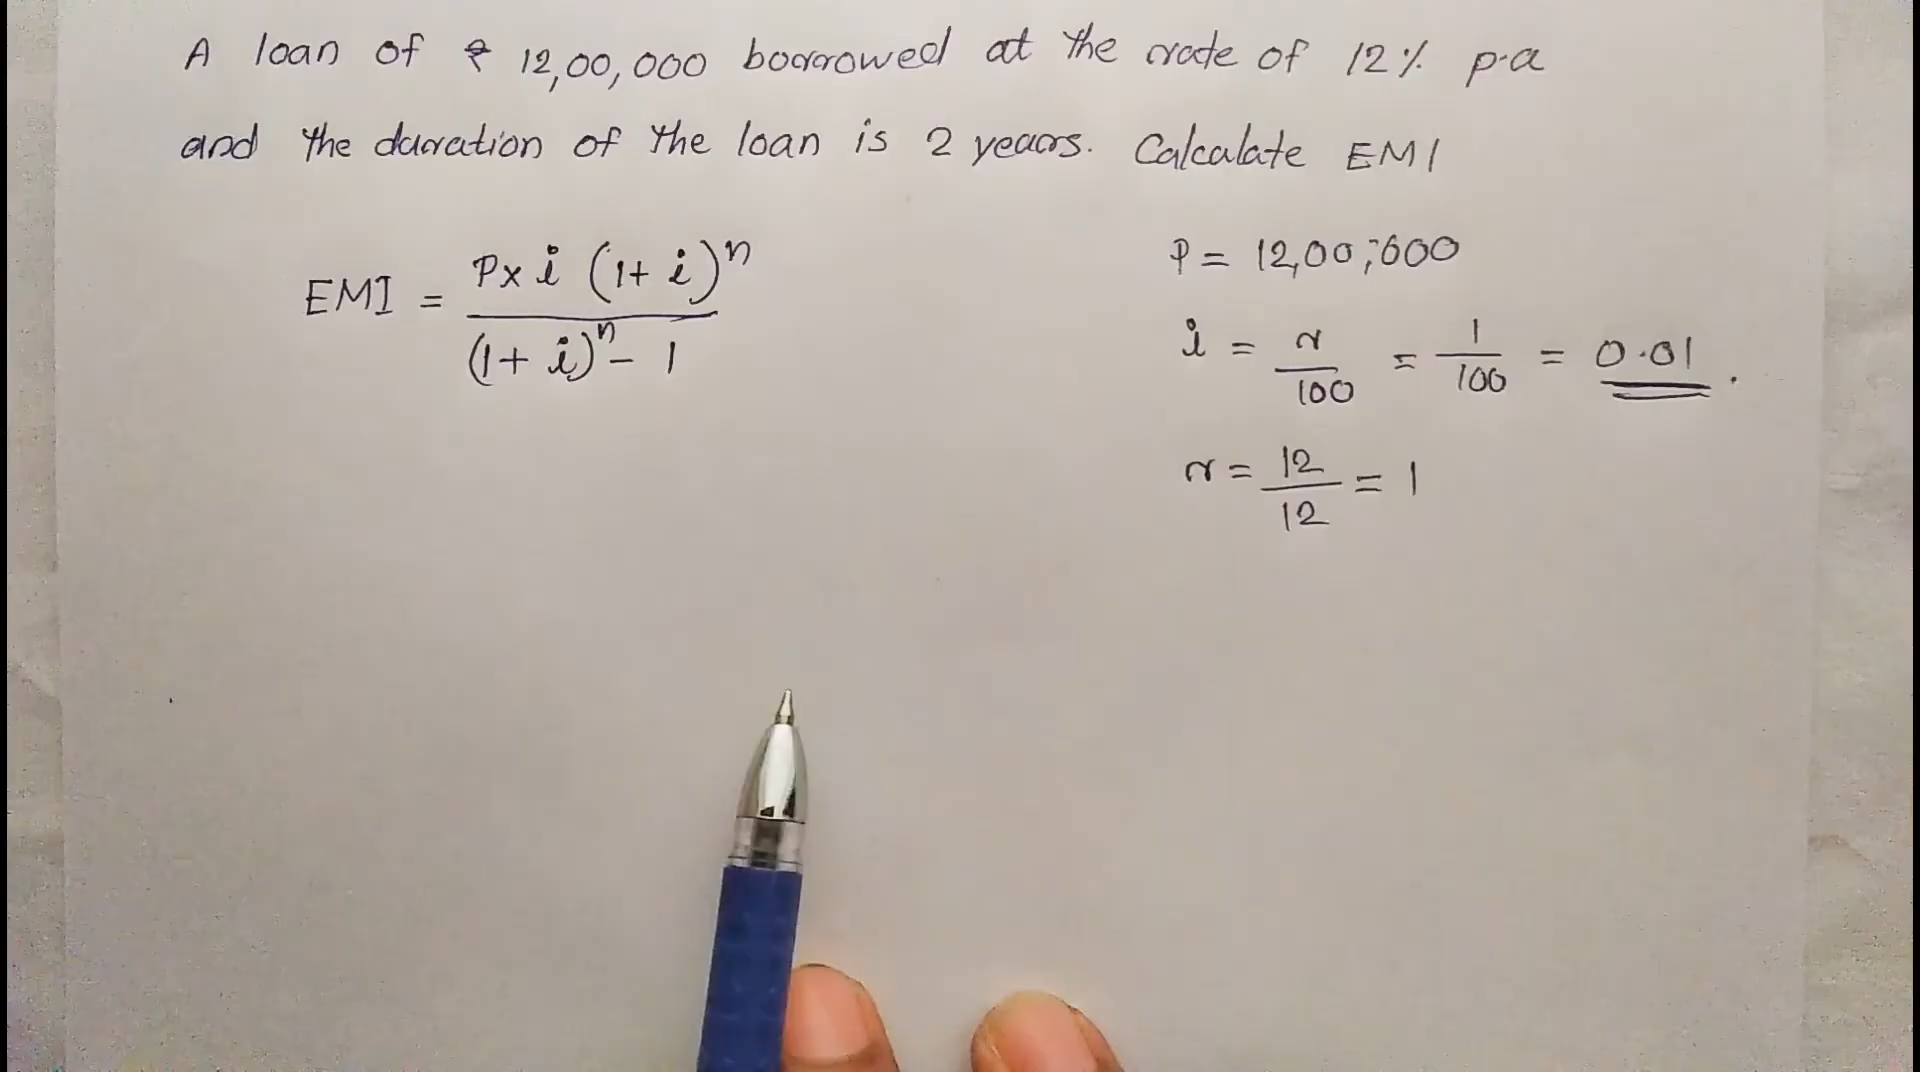 A loan of ₹ 12,00,000 borrowed at the rate of 12% p.a
and the duration of the loan is 2 years. Calculate EMI
EMI = P x i (1 + i)^n / (1 + i)^n - 1
P = 12,00,000
i = r/100 = 1/100 = 0.01.
r = 12/12 = 1